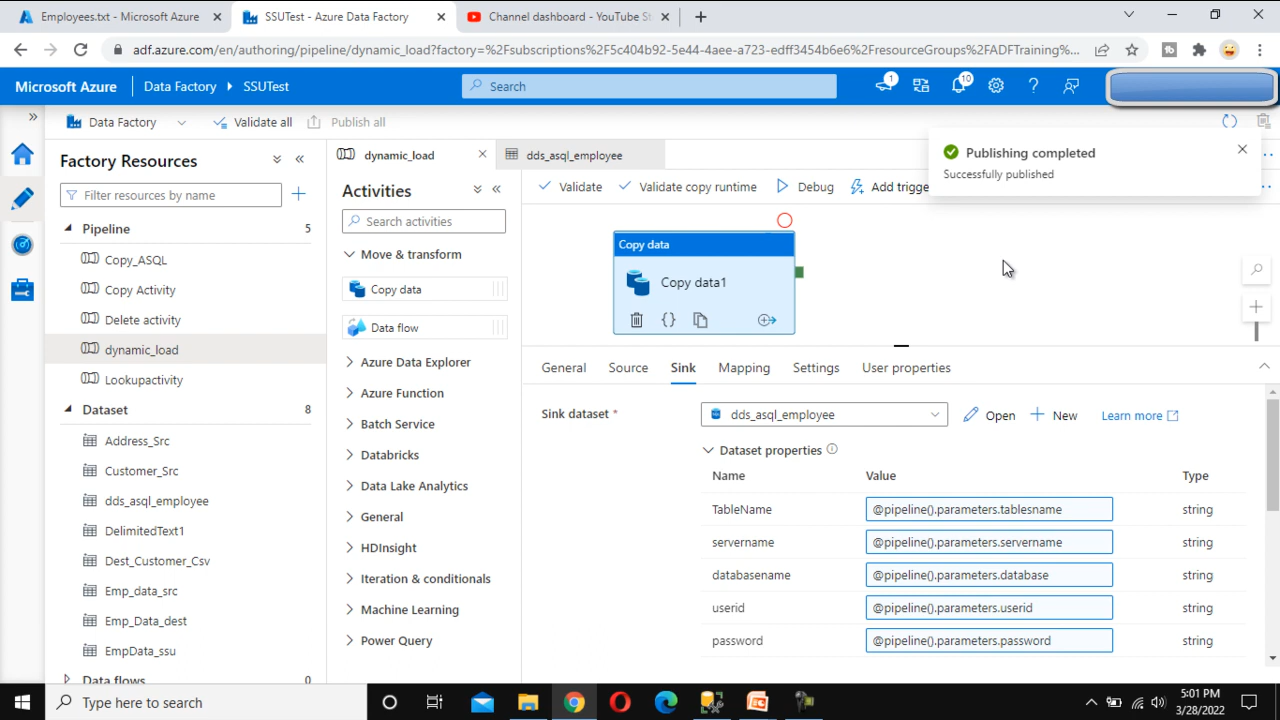 Employees.txt - Microsoft Azure
SSUTest - Azure Data Factory
Channel dashboard - YouTube St
adf.azure.com/en/authoring/pipeline/dynamic_load?factory=%2Fsubscriptions%2F5c404b92-5e44-4aee-a723-edff3454b6e6%2FresourceGroups%2FADFTraining%...
Microsoft Azure
Data Factory
SSUTest
Search
1
10
Data Factory
Validate all
Publish all
dynamic_load
dds_asql_employee
Publishing completed
Successfully published
Factory Resources
Filter resources by name
Pipeline 5
Copy_ASQL
Copy Activity
Delete activity
dynamic_load
Lookupactivity
Dataset 8
Address_Src
Customer_Src
dds_asql_employee
DelimitedText1
Dest_Customer_Csv
Emp_data_src
Emp_Data_dest
EmpData_ssu
Data flows 0
Activities
Search activities
Move & transform
Copy data
Data flow
Azure Data Explorer
Azure Function
Batch Service
Databricks
Data Lake Analytics
General
HDInsight
Iteration & conditionals
Machine Learning
Power Query
Validate
Validate copy runtime
Debug
Add trigge
Copy data
Copy data1
General
Source
Sink
Mapping
Settings
User properties
Sink dataset *
dds_asql_employee
Open
New
Learn more
Dataset properties
Name Value Type
TableName @pipeline().parameters.tablesname string
servername @pipeline().parameters.servername string
databasename @pipeline().parameters.database string
userid @pipeline().parameters.userid string
password @pipeline().parameters.password string
Type here to search
5:01 PM
3/28/2022